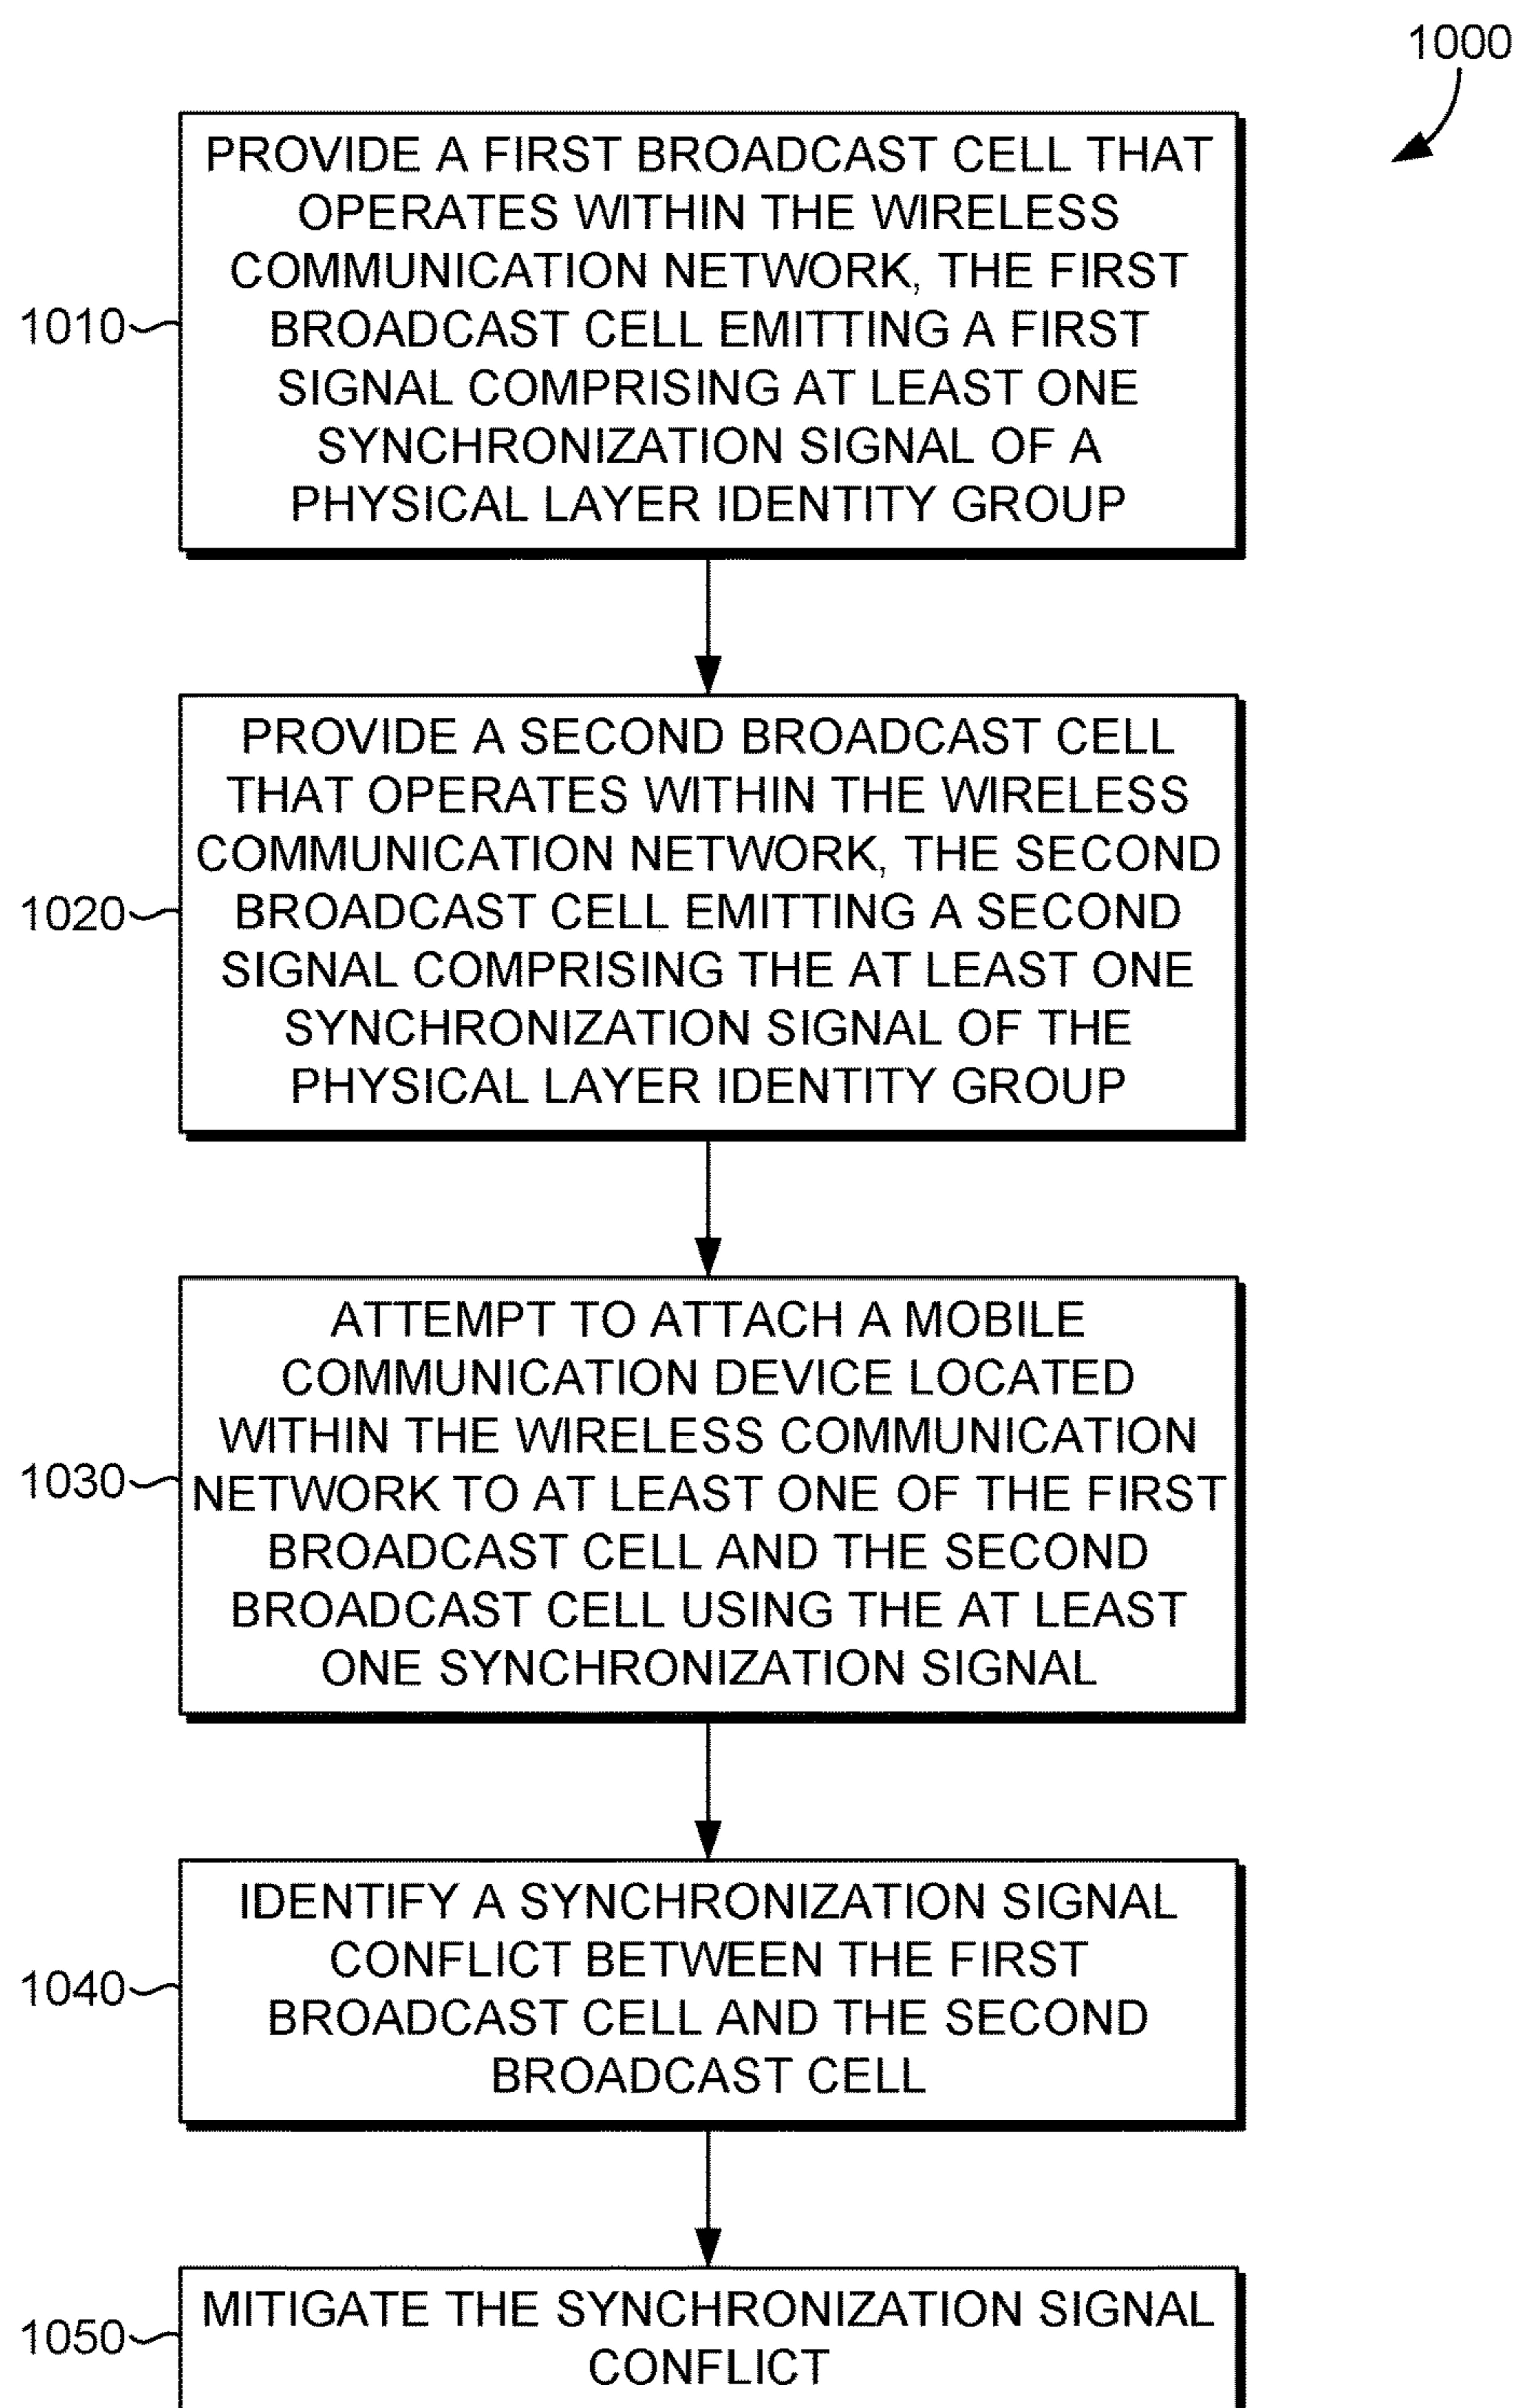 1000
PROVIDE A FIRST BROADCAST CELL THAT
OPERATES WITHIN THE WIRELESS
COMMUNICATION NETWORK, THE FIRST
1010
BROADCAST CELL EMITTING A FIRST
SIGNAL COMPRISING AT LEAST ONE
SYNCHRONIZATION SIGNAL OF A
PHYSICAL LAYER IDENTITY GROUP
PROVIDE A SECOND BROADCAST CELL
THAT OPERATES WITHIN THE WIRELESS
COMMUNICATION NETWORK, THE SECOND
1020
BROADCAST CELL EMITTING A SECOND
SIGNAL COMPRISING THE AT LEAST ONE
SYNCHRONIZATION SIGNAL OF THE
PHYSICAL LAYER IDENTITY GROUP
ATTEMPT TO ATTACH A MOBILE
COMMUNICATION DEVICE LOCATED
WITHIN THE WIRELESS COMMUNICATION
1030
NETWORK TO AT LEAST ONE OF THE FIRST
BROADCAST CELL AND THE SECOND
BROADCAST CELL USING THE AT LEAST
ONE SYNCHRONIZATION SIGNAL
IDENTIFY A SYNCHRONIZATION SIGNAL
CONFLICT BETWEEN THE FIRST
1040
BROADCAST CELL AND THE SECOND
BROADCAST CELL
MITIGATE THE SYNCHRONIZATION SIGNAL
1050
CONFLICT